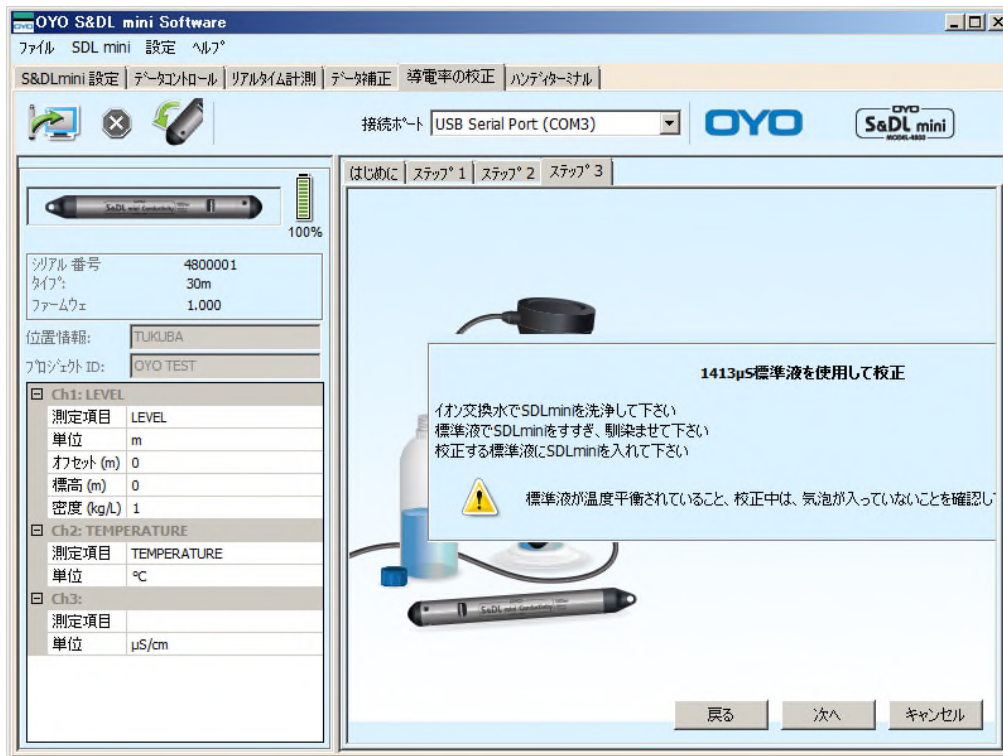 OYO S&DL mini Software
ファイル SDL mini 設定 ヘルプ
S&DLmini 設定 データコントロール リアルタイム計測 データ補正 導電率の校正 ハンディターミナル
接続ポート USB Serial Port (COM3) OYO OYO S&DL mini MODEL-4800
はじめに ステップ 1 ステップ 2 ステップ 3
SaDL mini Conductivity
100%
シリアル 番号 4800001
タイプ: 30m
ファームウェ 1.000
位置情報: TUKUBA
プロジェクト ID: OYO TEST
Ch1: LEVEL
測定項目 LEVEL
単位 m
オフセット (m) 0
標高 (m) 0
密度 (kg/L) 1
Ch2: TEMPERATURE
測定項目 TEMPERATURE
単位 °C
Ch3:
測定項目
単位 µS/cm
1413µS標準液を使用して校正
イオン交換水でSDLminを洗浄して下さい
標準液でSDLminをすすぎ、馴染ませて下さい
校正する標準液にSDLminを入れて下さい
標準液が温度平衡されていること、校正中は、気泡が入っていないことを確認し
SaDL mini Conductivity
戻る 次へ キャンセル